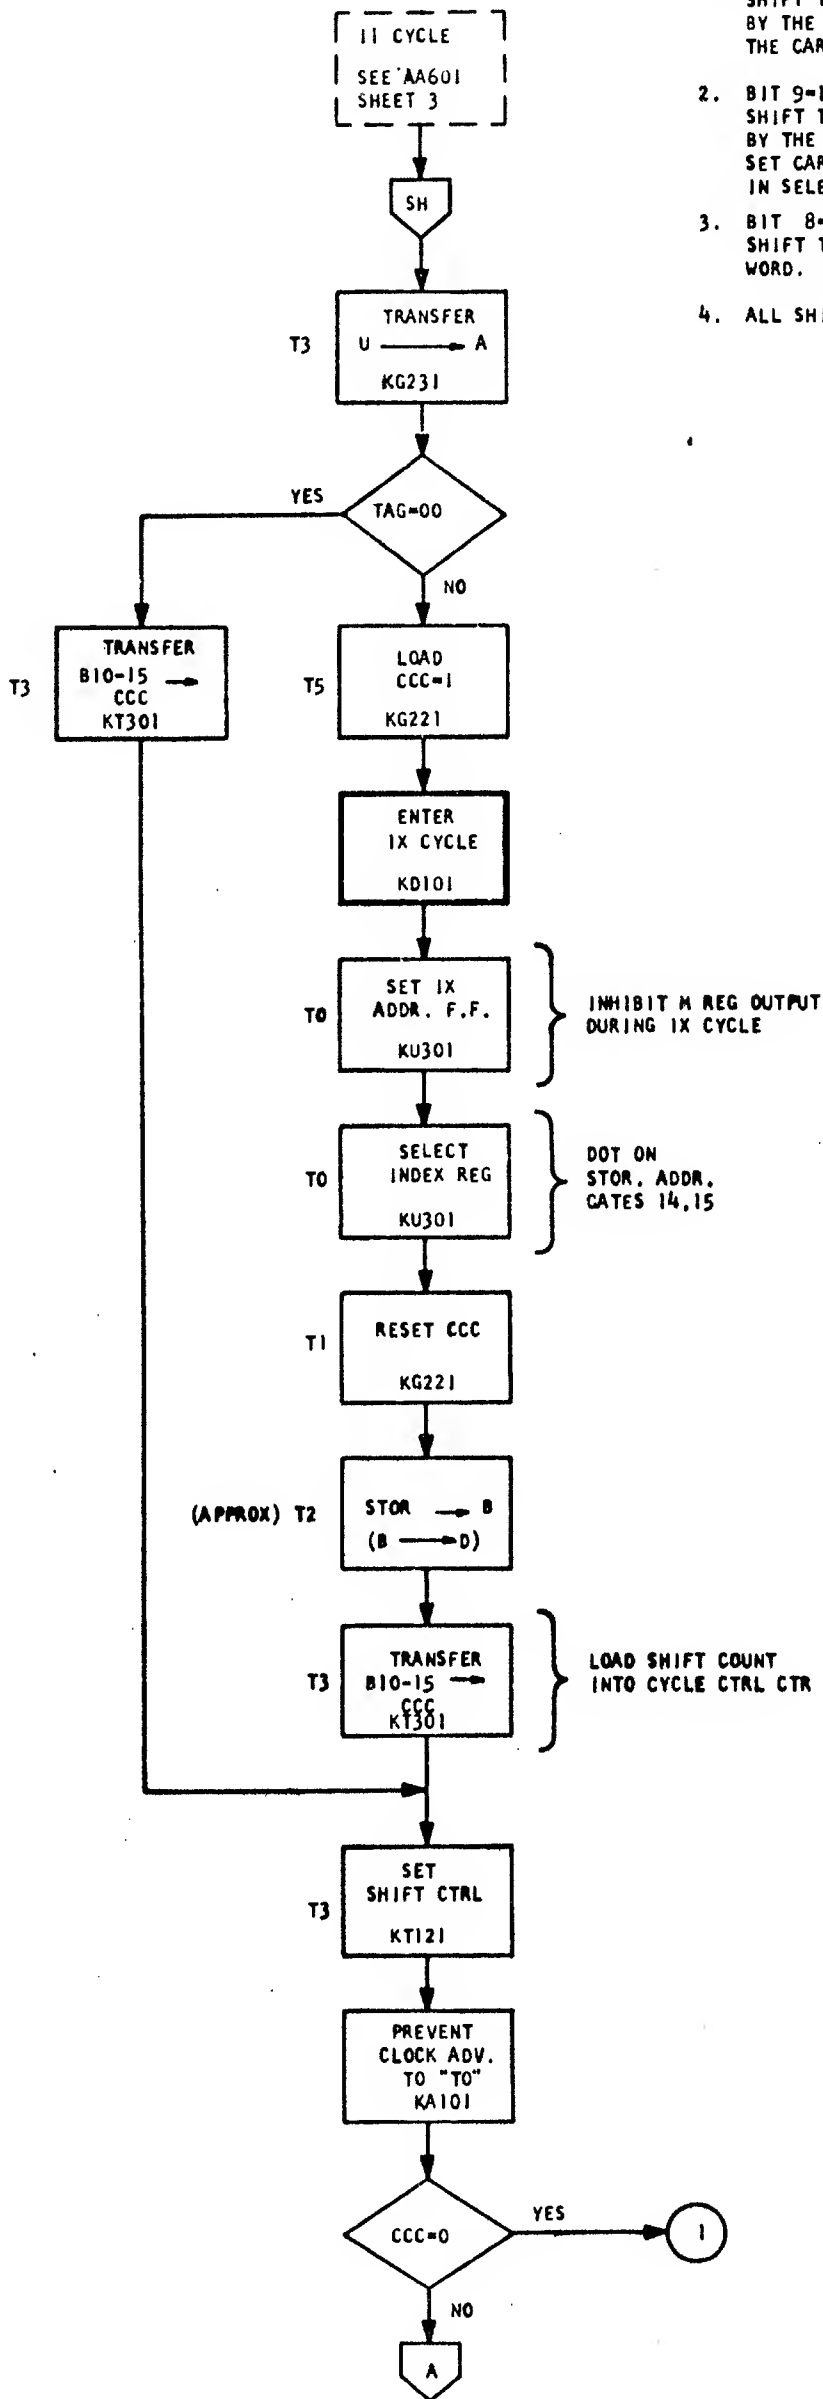 I1 CYCLE
SEE AA601
SHEET 3
BY THE
THE CAR
2. BIT 9=1
SHIFT T
BY THE
SET CAR
IN SELE
3. BIT 8=
SHIFT T
WORD.
4. ALL SH
SH
T3
TRANSFER
U → A
KG231
TAG=00
YES
NO
T3
TRANSFER
B10-15 →
CCC
KT301
T5
LOAD
CCC=1
KG221
ENTER
IX CYCLE
KD101
T0
SET IX
ADDR. F.F.
KU301
INHIBIT M REG OUTPUT
DURING IX CYCLE
T0
SELECT
INDEX REG
KU301
DOT ON
STOR. ADDR.
GATES 14,15
T1
RESET CCC
KG221
(APPROX) T2
STOR → B
(B → D)
T3
TRANSFER
B10-15 →
CCC
KT301
LOAD SHIFT COUNT
INTO CYCLE CTRL CTR
T3
SET
SHIFT CTRL
KT121
PREVENT
CLOCK ADV.
TO "T0"
KA101
CCC=0
YES
1
NO
A